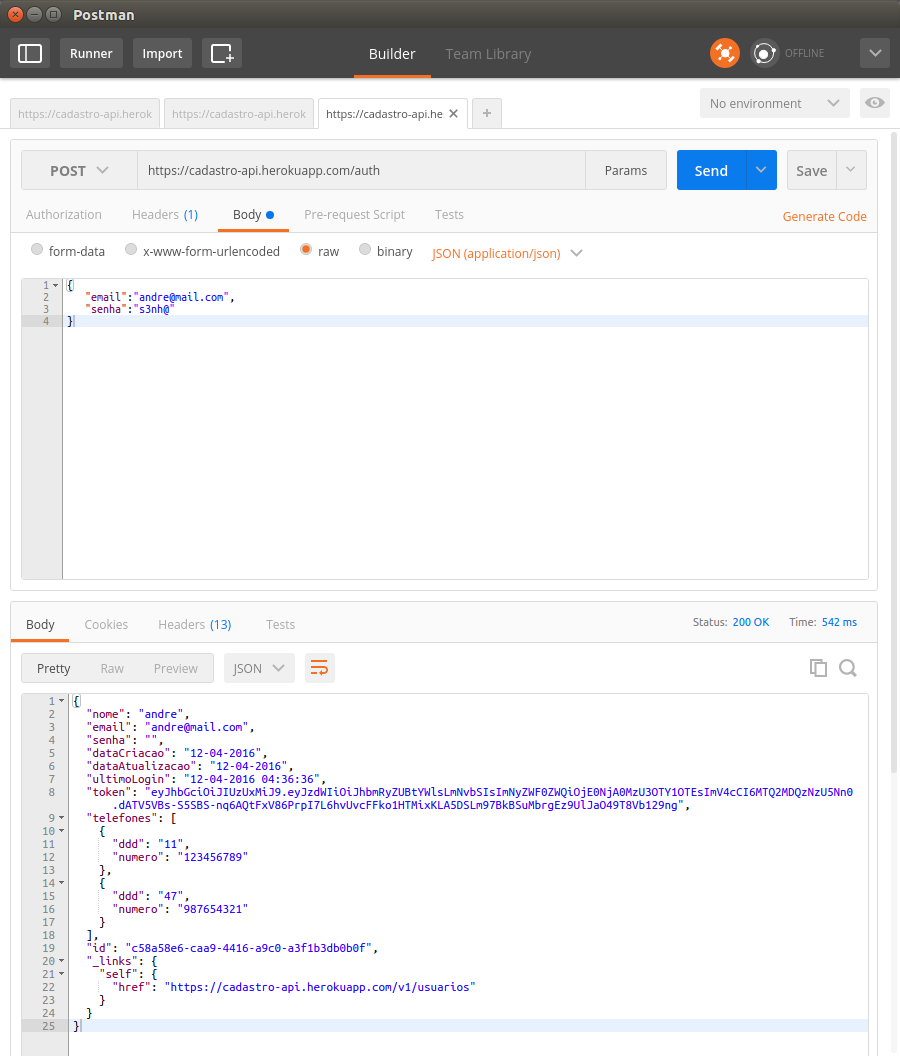 Postman
Runner Import Builder Team Library OFFLINE
https://cadastro-api.herok https://cadastro-api.herok https://cadastro-api.he No environment
POST https://cadastro-api.herokuapp.com/auth Params Send Save
Authorization Headers (1) Body Pre-request Script Tests Generate Code
form-data x-www-form-urlencoded raw binary JSON (application/json)
1 {
2 "email":"andre@mail.com",
3 "senha":"s3nh@"
4 }
Body Cookies Headers (13) Tests Status: 200 OK Time: 542 ms
Pretty Raw Preview JSON
1 {
2 "nome": "andre",
3 "email": "andre@mail.com",
4 "senha": "",
5 "dataCriacao": "12-04-2016",
6 "dataAtualizacao": "12-04-2016",
7 "ultimoLogin": "12-04-2016 04:36:36",
8 "token": "eyJhbGciOiJIUzUxMiJ9.eyJzdWIiOiJhbmRyZUBtYWlsLmNvbSIsImNyZWF0ZWQiOjE0NjA0MzU3OTY1OTEsImV4cCI6MTQ2MDQzNzU5Nn0
.dATV5VBs-S5SBS-nq6AQtFxV86PrpI7L6hvUvcFFko1HTMixKLA5DSLm97BkBSuMbrgEz9UlJaO49T8Vb129ng",
9 "telefones": [
10 {
11 "ddd": "11",
12 "numero": "123456789"
13 },
14 {
15 "ddd": "47",
16 "numero": "987654321"
17 }
18 ],
19 "id": "c58a58e6-caa9-4416-a9c0-a3f1b3db0b0f",
20 "_links": {
21 "self": {
22 "href": "https://cadastro-api.herokuapp.com/v1/usuarios"
23 }
24 }
25 }